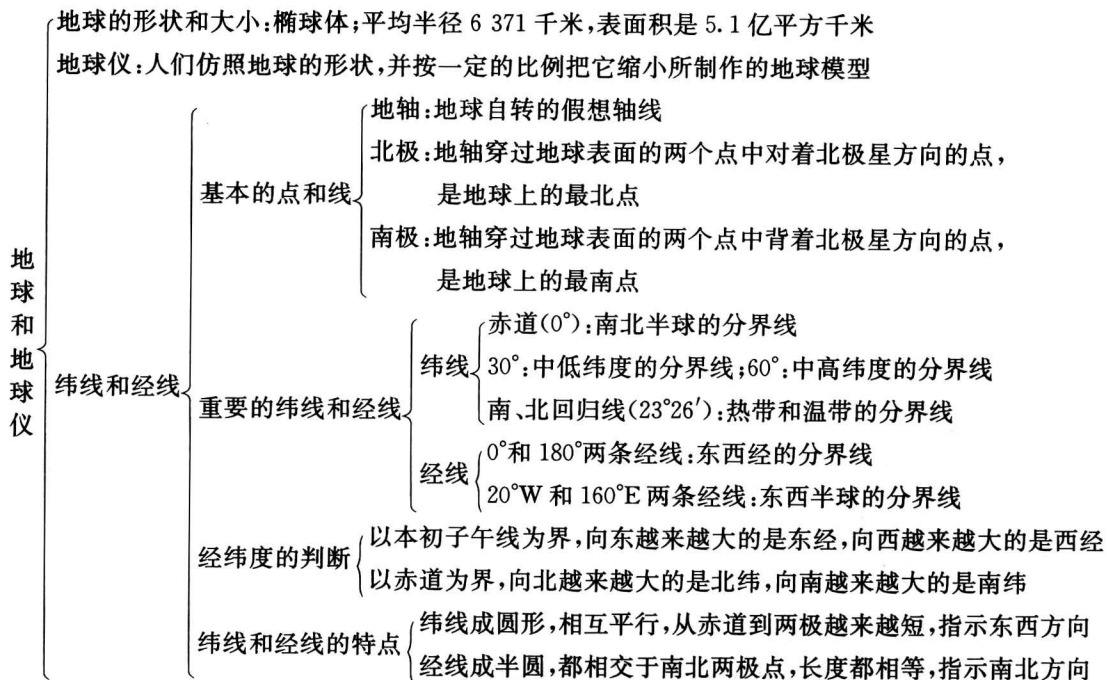 地球的形状和大小:椭球体;平均半径 6 371 千米,表面积是 5.1 亿平方千米
地球仪:人们仿照地球的形状,并按一定的比例把它缩小所制作的地球模型
地轴:地球自转的假想轴线
北极:地轴穿过地球表面的两个点中对着北极星方向的点,
是地球上的最北点
基本的点和线
南极:地轴穿过地球表面的两个点中背着北极星方向的点,
是地球上的最南点
地球和地球仪
赤道(0°):南北半球的分界线
纬线
30°:中低纬度的分界线;60°:中高纬度的分界线
纬线和经线
重要的纬线和经线
南、北回归线(23°26′):热带和温带的分界线
0°和 180°两条经线:东西经的分界线
经线
20°W 和 160°E 两条经线:东西半球的分界线
以本初子午线为界,向东越来越大的是东经,向西越来越大的是西经
经纬度的判断
以赤道为界,向北越来越大的是北纬,向南越来越大的是南纬
纬线成圆形,相互平行,从赤道到两极越来越短,指示东西方向
纬线和经线的特点
经线成半圆,都相交于南北两极点,长度都相等,指示南北方向